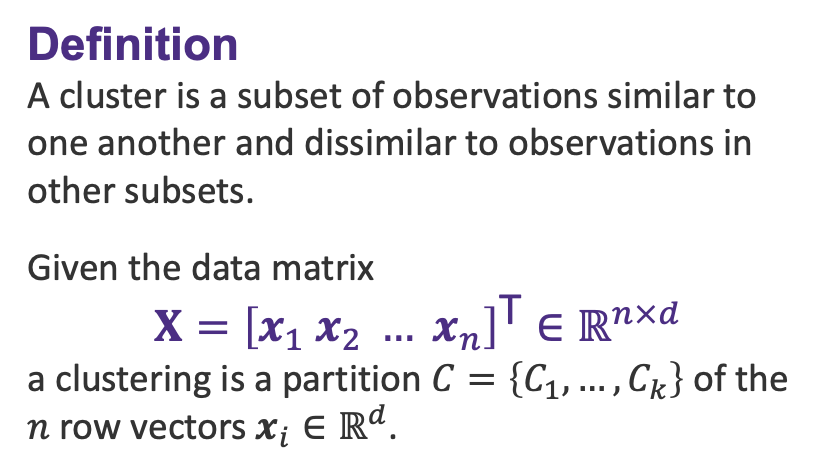 Definition
A cluster is a subset of observations similar to
one another and dissimilar to observations in
other subsets.
Given the data matrix
𝐗 = [𝒙₁ 𝒙₂ … 𝒙ₙ]ᵀ ∈ ℝⁿˣᵈ
a clustering is a partition 𝐶 = {𝐶₁, … , 𝐶ₖ} of the
𝑛 row vectors 𝒙ᵢ ∈ ℝᵈ.